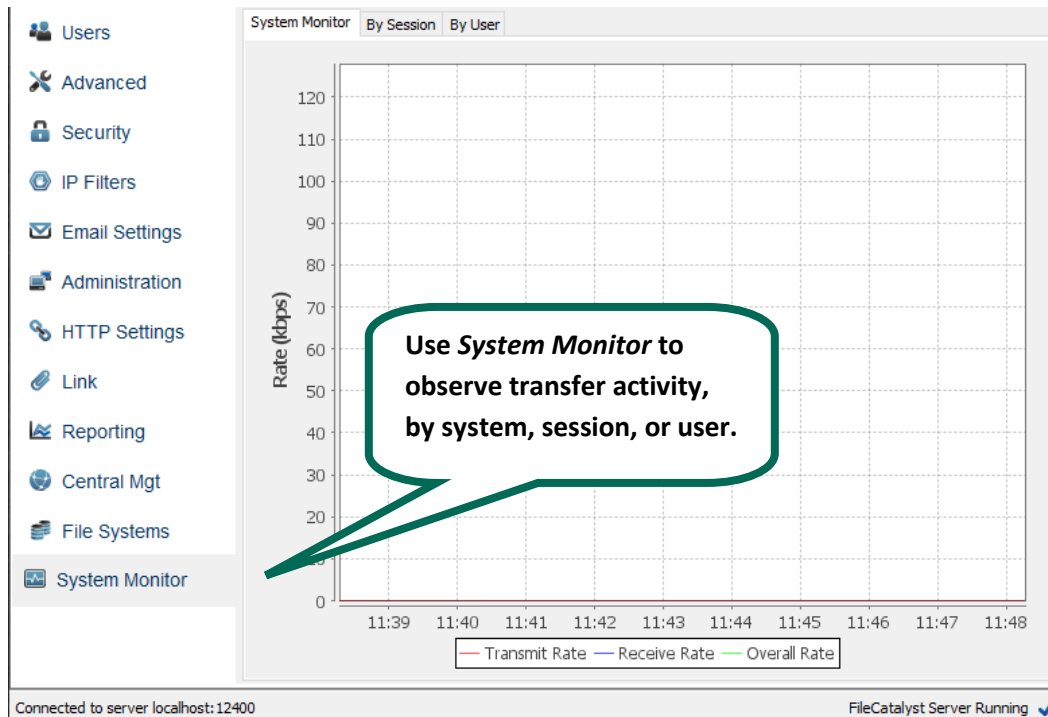 Users
Advanced
Security
IP Filters
Email Settings
Administration
HTTP Settings
Link
Reporting
Central Mgt
File Systems
System Monitor
System Monitor By Session By User
Rate (kbps)
120
110
100
90
80
70
60
50
40
30
20
10
0
11:39 11:40 11:41 11:42 11:43 11:44 11:45 11:46 11:47 11:48
Transmit Rate Receive Rate Overall Rate
Use System Monitor to
observe transfer activity,
by system, session, or user.
Connected to server localhost:12400
FileCatalyst Server Running